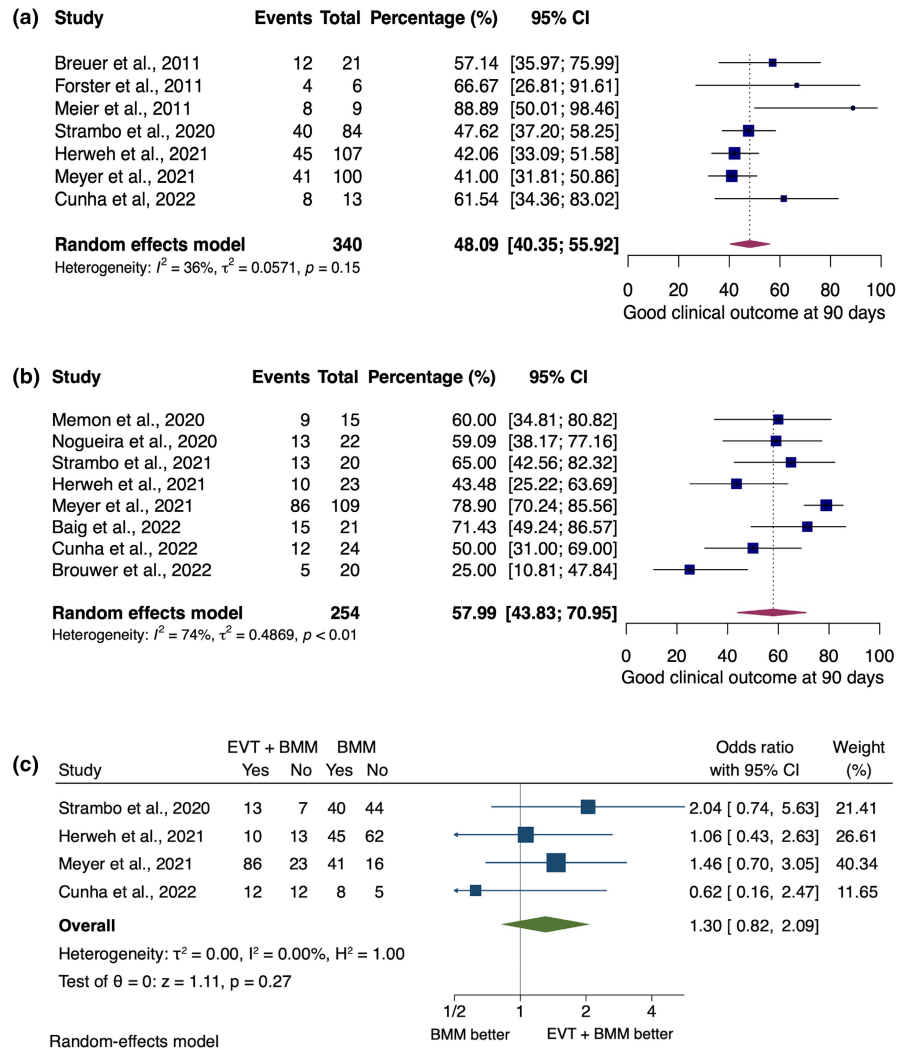 (a) Study Events Total Percentage (%) 95% CI
Breuer et al., 2011 12 21 57.14 [35.97; 75.99]
Forster et al., 2011 4 6 66.67 [26.81; 91.61]
Meier et al., 2011 8 9 88.89 [50.01; 98.46]
Strambo et al., 2020 40 84 47.62 [37.20; 58.25]
Herweh et al., 2021 45 107 42.06 [33.09; 51.58]
Meyer et al., 2021 41 100 41.00 [31.81; 50.86]
Cunha et al, 2022 8 13 61.54 [34.36; 83.02]
Random effects model 340 48.09 [40.35; 55.92]
Heterogeneity: I² = 36%, τ² = 0.0571, p = 0.15
0 20 40 60 80 100
Good clinical outcome at 90 days
(b) Study Events Total Percentage (%) 95% CI
Memon et al., 2020 9 15 60.00 [34.81; 80.82]
Nogueira et al., 2020 13 22 59.09 [38.17; 77.16]
Strambo et al., 2021 13 20 65.00 [42.56; 82.32]
Herweh et al., 2021 10 23 43.48 [25.22; 63.69]
Meyer et al., 2021 86 109 78.90 [70.24; 85.56]
Baig et al., 2022 15 21 71.43 [49.24; 86.57]
Cunha et al., 2022 12 24 50.00 [31.00; 69.00]
Brouwer et al., 2022 5 20 25.00 [10.81; 47.84]
Random effects model 254 57.99 [43.83; 70.95]
Heterogeneity: I² = 74%, τ² = 0.4869, p < 0.01
0 20 40 60 80 100
Good clinical outcome at 90 days
(c) EVT + BMM BMM Odds ratio Weight
Study Yes No Yes No with 95% CI (%)
Strambo et al., 2020 13 7 40 44 2.04 [ 0.74, 5.63] 21.41
Herweh et al., 2021 10 13 45 62 1.06 [ 0.43, 2.63] 26.61
Meyer et al., 2021 86 23 41 16 1.46 [ 0.70, 3.05] 40.34
Cunha et al., 2022 12 12 8 5 0.62 [ 0.16, 2.47] 11.65
Overall 1.30 [ 0.82, 2.09]
Heterogeneity: τ² = 0.00, I² = 0.00%, H² = 1.00
Test of θ = 0: z = 1.11, p = 0.27
1/2 1 2 4
BMM better EVT + BMM better
Random-effects model